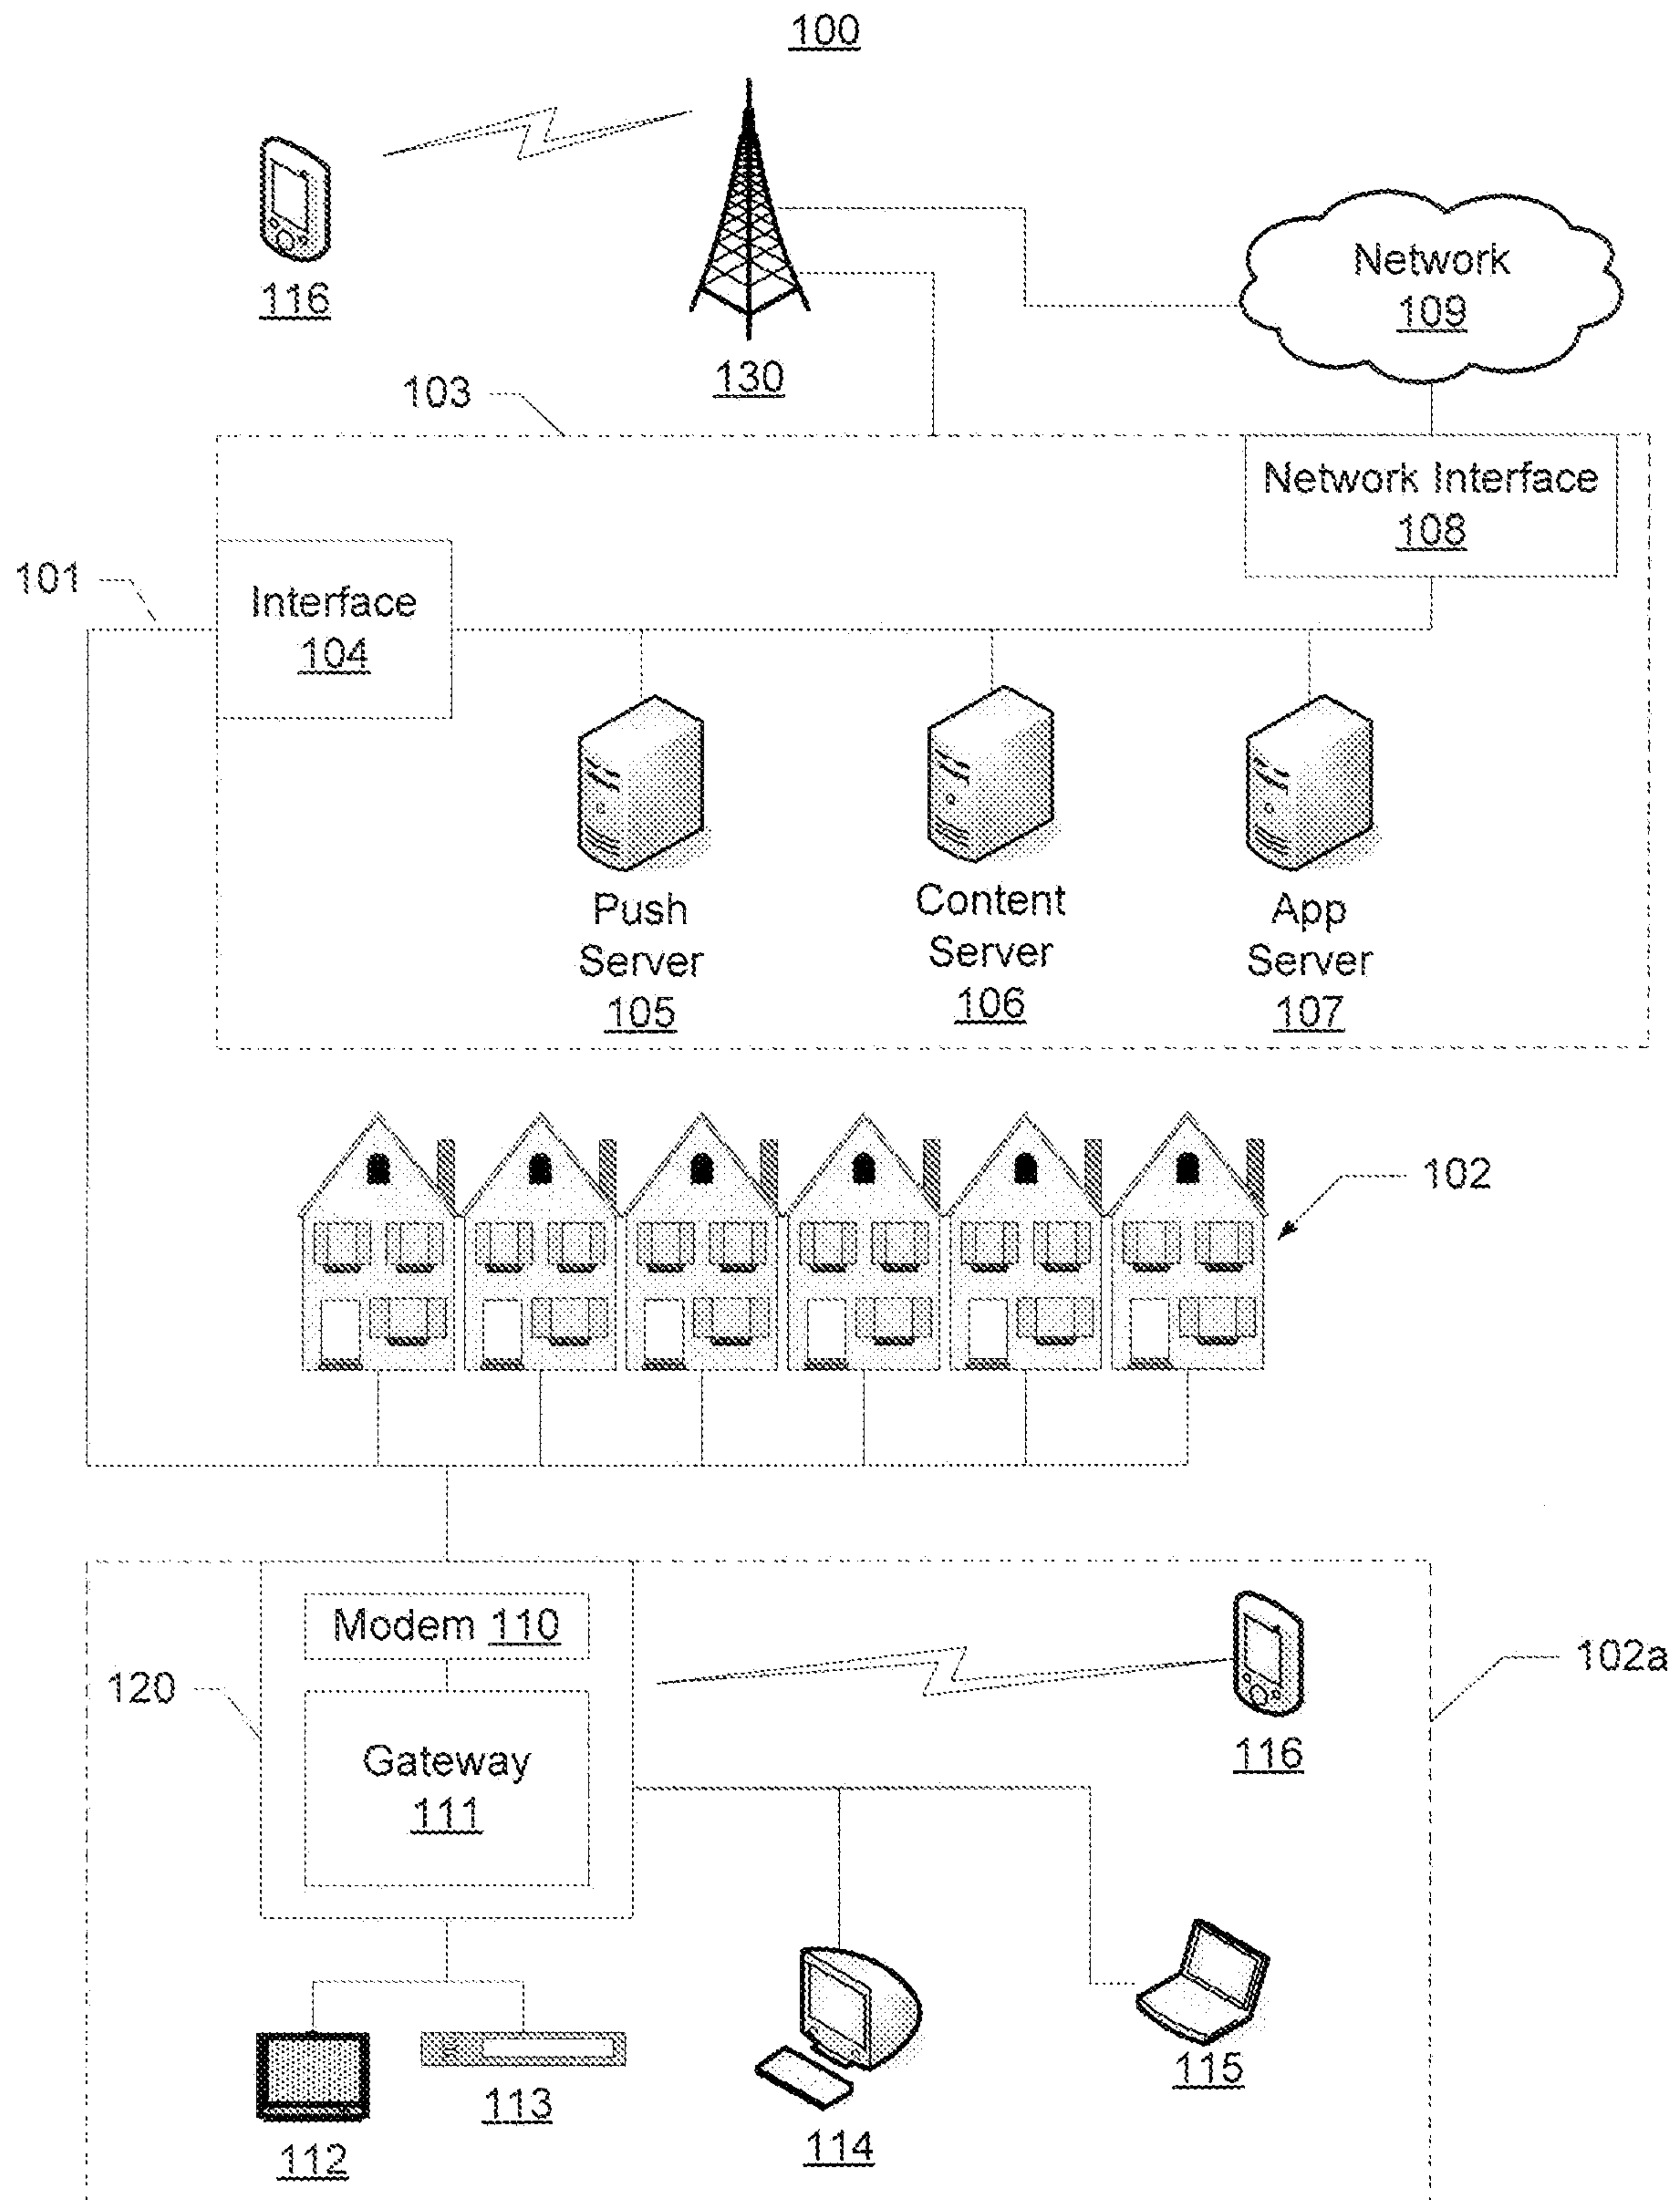 100
116
130
Network
109
103
Network Interface
108
101
Interface
104
Push
Server
105
Content
Server
106
App
Server
107
102
Modem 110
120
Gateway
111
116
102a
112
113
114
115